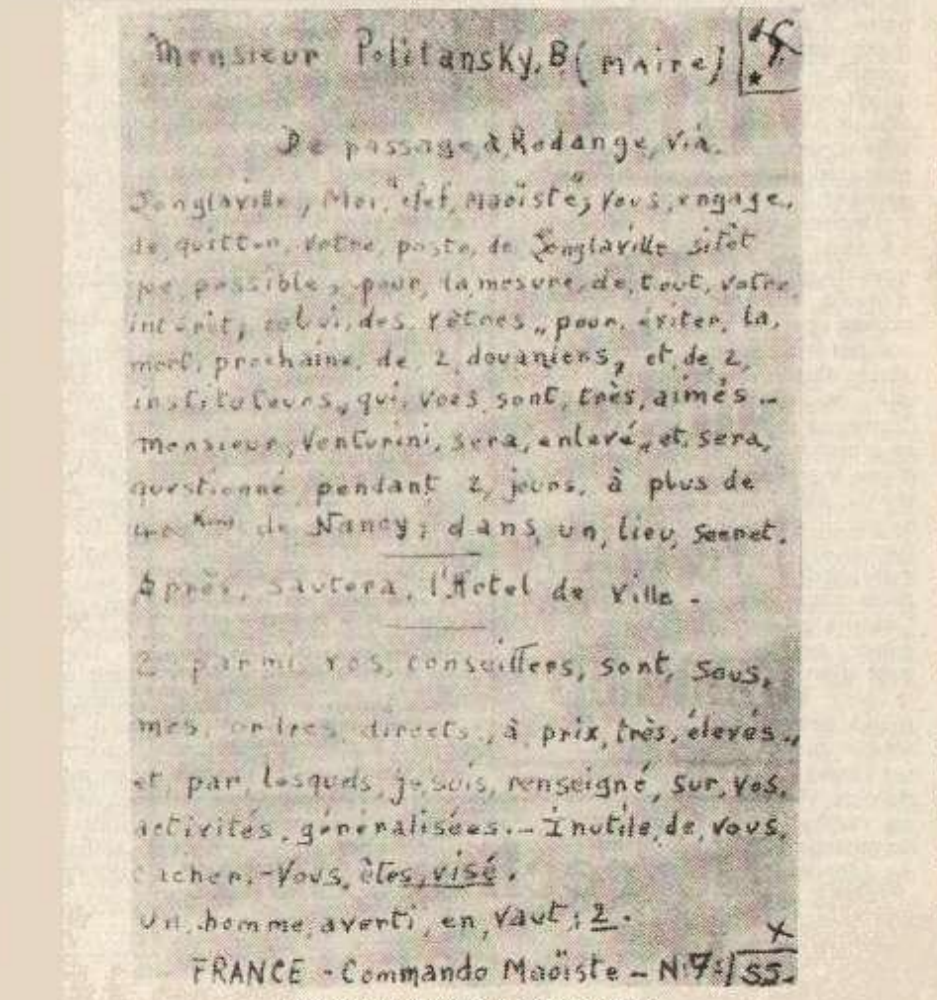 Monsieur Politansky, B. (Maire)
De passage, à, Rodange, via.
Longlaville, Moi, "chef, maoïste", vous, engage,
de quitter, votre, poste, de Longlaville sitôt
que, possible, pour, la, mesure, de, tout, votre,
intérêt, celui, des, vôtres,, pour, éviter, la,
mort, prochaine, de, 2, douaniers, et, de, 2,
instituteurs, qui, vous, sont, très, aimés..
Monsieur, Venturini, sera, enlevé,, et, sera,
questionné pendant 2, jours, à plus de
Kms de Nancy; dans, un, lieu, secret.
Après, sautera, l'Hôtel de Ville -
2 parmi vos, conseillers, sont, sous,
mes, ordres, directs, à prix, très, élevés..,
et, par, lesquels, je, suis, renseigné, sur, vos,
activités, généralisées.- Inutile, de, vous,
cacher.- Vous, êtes, visé.
Un, homme, averti, en, vaut; 2.
FRANCE - Commando Maoïste - N:7:/55.